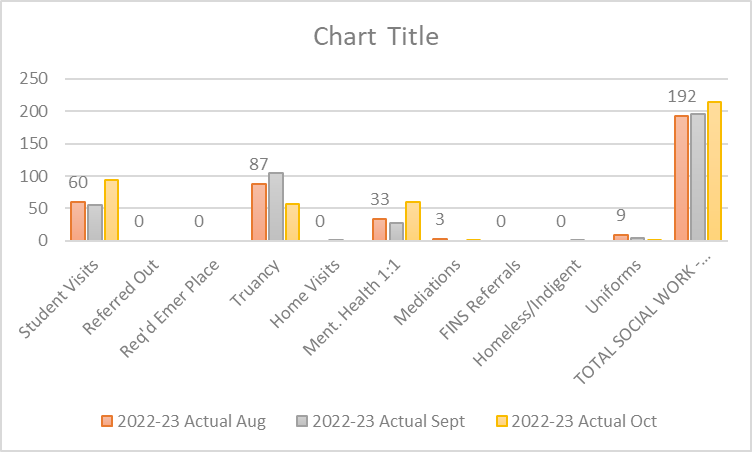 Chart Title
250
200
150
100
50
0
60
0
0
87
0
33
3
0
0
9
192
Student Visits
Referred Out
Req'd Emer Place
Truancy
Home Visits
Ment. Health 1:1
Mediations
FINS Referrals
Homeless/Indigent
Uniforms
TOTAL SOCIAL WORK -...
2022-23 Actual Aug
2022-23 Actual Sept
2022-23 Actual Oct